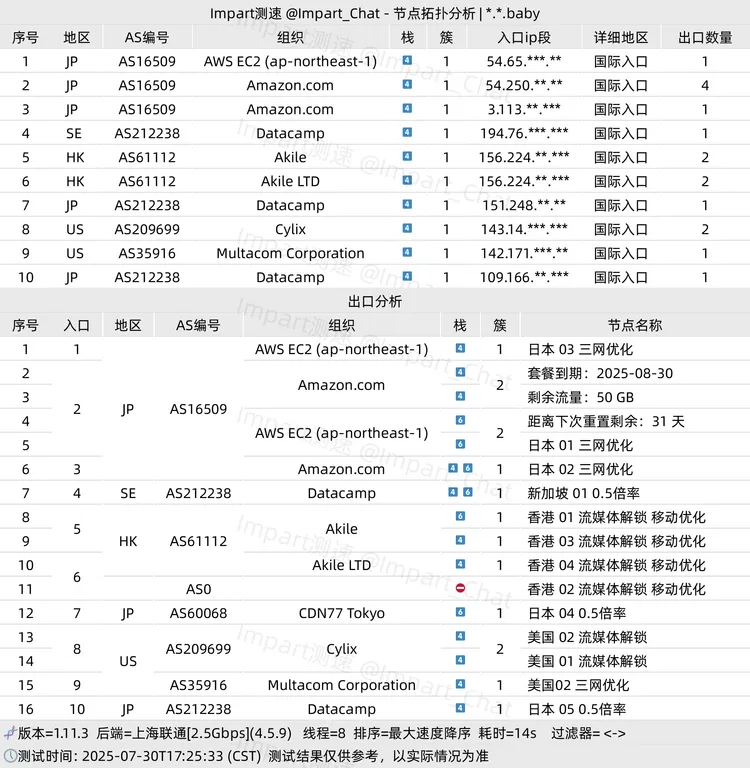 Impart测速 @Impart_Chat - 节点拓扑分析 | *.*.baby
序号 地区 AS编号 组织 栈 簇 入口ip段 详细地区 出口数量
1 JP AS16509 AWS EC2 (ap-northeast-1) 4 1 54.65.***.** 国际入口 1
2 JP AS16509 Amazon.com 4 1 54.250.**.** 国际入口 4
3 JP AS16509 Amazon.com 4 1 3.113.**.*** 国际入口 1
4 SE AS212238 Datacamp 4 1 194.76.***.*** 国际入口 1
5 HK AS61112 Akile 4 1 156.224.**.*** 国际入口 2
6 HK AS61112 Akile LTD 4 1 156.224.**.*** 国际入口 2
7 JP AS212238 Datacamp 4 1 151.248.**.** 国际入口 1
8 US AS209699 Cylix 4 1 143.14.***.*** 国际入口 2
9 US AS35916 Multacom Corporation 4 1 142.171.***.** 国际入口 1
10 JP AS212238 Datacamp 4 1 109.166.**.*** 国际入口 1
出口分析
序号 入口 地区 AS编号 组织 栈 簇 节点名称
1 1 JP AS16509 AWS EC2 (ap-northeast-1) 4 1 日本 03 三网优化
2 2 Amazon.com 4 2 套餐到期：2025-08-30
3 4 剩余流量：50 GB
4 AWS EC2 (ap-northeast-1) 6 2 距离下次重置剩余：31 天
5 6 日本 01 三网优化
6 3 Amazon.com 4 6 1 日本 02 三网优化
7 4 SE AS212238 Datacamp 4 6 1 新加坡 01 0.5倍率
8 5 HK AS61112 Akile 6 1 香港 01 流媒体解锁 移动优化
9 4 1 香港 03 流媒体解锁 移动优化
10 6 Akile LTD 4 1 香港 04 流媒体解锁 移动优化
11 AS0 香港 02 流媒体解锁 移动优化
12 7 JP AS60068 CDN77 Tokyo 6 1 日本 04 0.5倍率
13 8 US AS209699 Cylix 4 2 美国 02 流媒体解锁
14 4 美国 01 流媒体解锁
15 9 AS35916 Multacom Corporation 4 1 美国02 三网优化
16 10 JP AS212238 Datacamp 4 1 日本 05 0.5倍率
版本=1.11.3 后端=上海联通[2.5Gbps](4.5.9) 线程=8 排序=最大速度降序 耗时=14s 过滤器= <->
测试时间：2025-07-30T17:25:33 (CST) 测试结果仅供参考，以实际情况为准